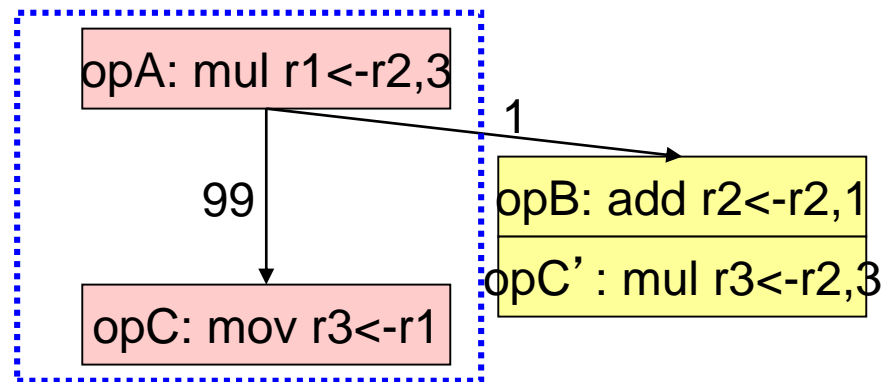 opA: mul r1<-r2,3
1
99
opB: add r2<-r2,1
opC’: mul r3<-r2,3
opC: mov r3<-r1